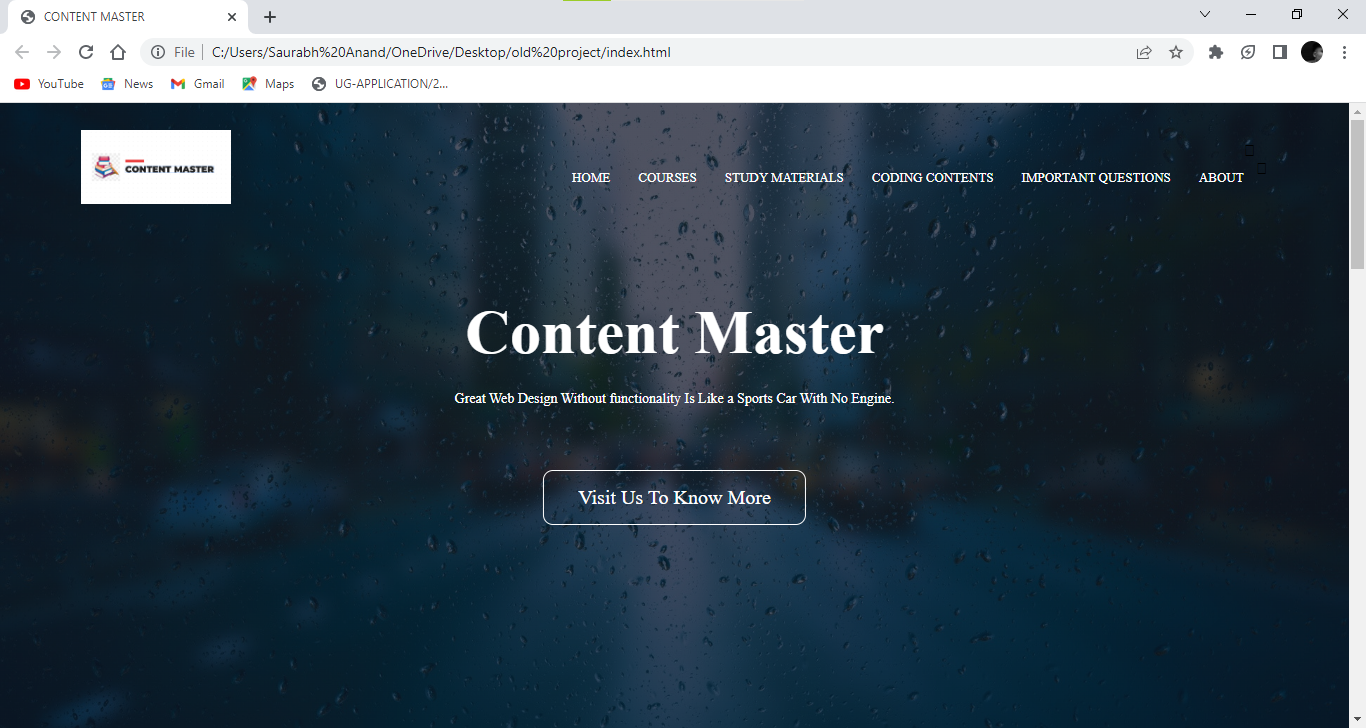 CONTENT MASTER
File
C:/Users/Saurabh%20Anand/OneDrive/Desktop/old%20project/index.html
YouTube News Gmail Maps UG-APPLICATION/2...
CONTENT MASTER
HOME COURSES STUDY MATERIALS CODING CONTENTS IMPORTANT QUESTIONS ABOUT
Content Master
Great Web Design Without functionality Is Like a Sports Car With No Engine.
Visit Us To Know More